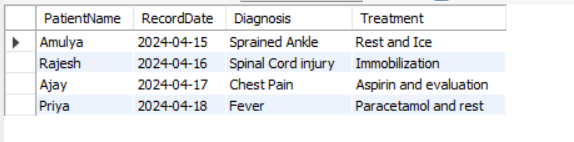 PatientName RecordDate Diagnosis Treatment
Amulya 2024-04-15 Sprained Ankle Rest and Ice
Rajesh 2024-04-16 Spinal Cord injury Immobilization
Ajay 2024-04-17 Chest Pain Aspirin and evaluation
Priya 2024-04-18 Fever Paracetamol and rest